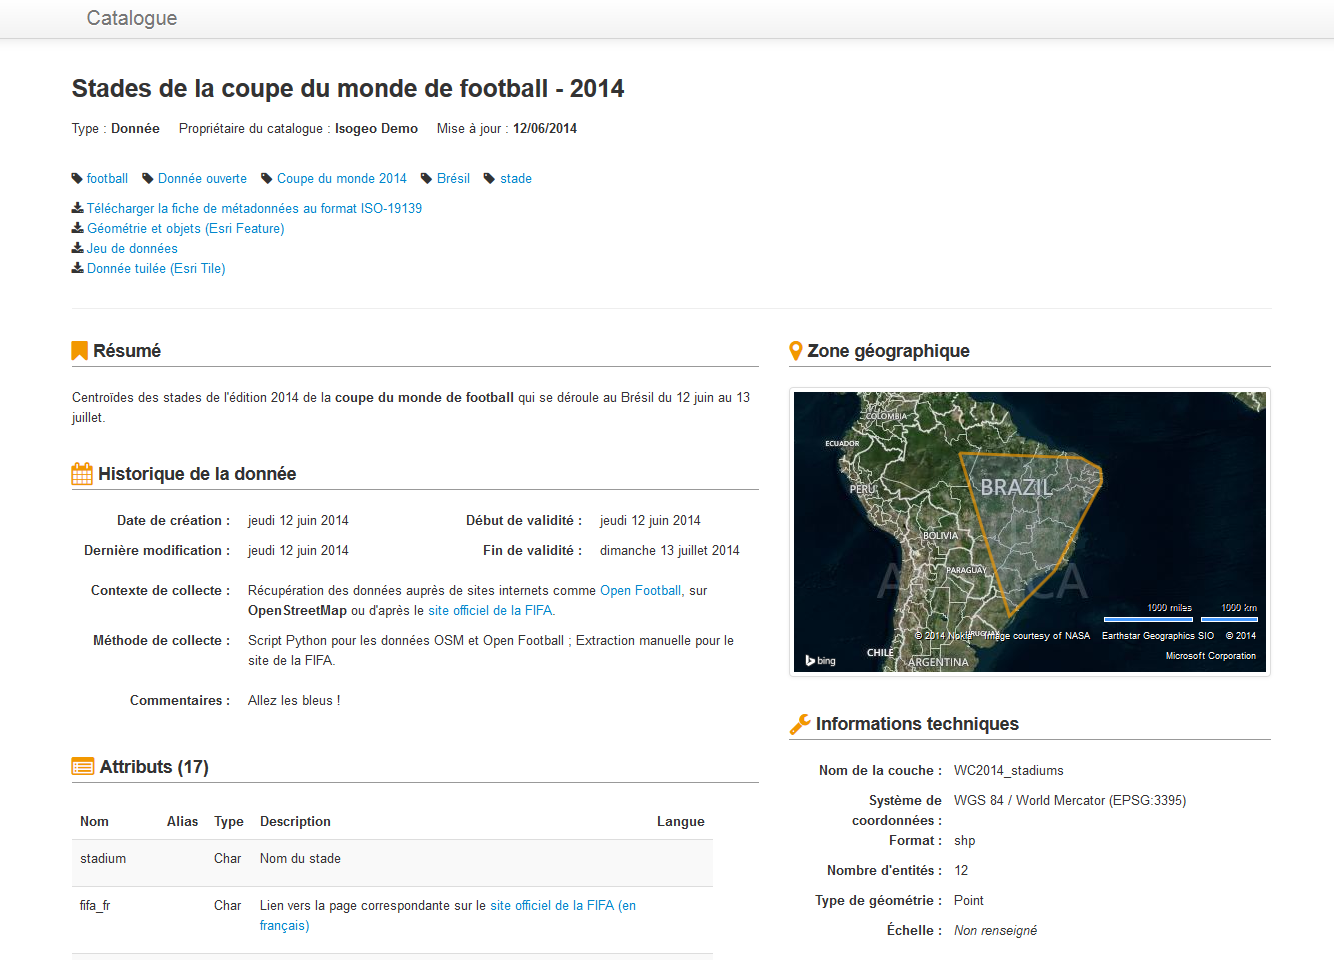 Catalogue
Stades de la coupe du monde de football - 2014
Type : Donnée Propriétaire du catalogue : Isogeo Demo Mise à jour : 12/06/2014
football Donnée ouverte Coupe du monde 2014 Brésil stade
Télécharger la fiche de métadonnées au format ISO-19139
Géométrie et objets (Esri Feature)
Jeu de données
Donnée tuilée (Esri Tile)
Résumé
Centroïdes des stades de l'édition 2014 de la coupe du monde de football qui se déroule au Brésil du 12 juin au 13
juillet.
Historique de la donnée
Date de création : jeudi 12 juin 2014 Début de validité : jeudi 12 juin 2014
Dernière modification : jeudi 12 juin 2014 Fin de validité : dimanche 13 juillet 2014
Contexte de collecte : Récupération des données auprès de sites internets comme Open Football, sur
OpenStreetMap ou d'après le site officiel de la FIFA.
Méthode de collecte : Script Python pour les données OSM et Open Football ; Extraction manuelle pour le
site de la FIFA.
Commentaires : Allez les bleus !
Attributs (17)
Nom Alias Type Description Langue
stadium Char Nom du stade
fifa_fr Char Lien vers la page correspondante sur le site officiel de la FIFA (en
français)
Zone géographique
COLOMBIA
ECUADOR
PERU
BRAZIL
BOLIVIA
PARAGUAY
1000 miles 1000 km
© 2014 Nokia Image courtesy of NASA Earthstar Geographics SIO © 2014
URUGUAY
CHILE
bing
ARGENTINA
Microsoft Corporation
Informations techniques
Nom de la couche : WC2014_stadiums
Système de WGS 84 / World Mercator (EPSG:3395)
coordonnées :
Format : shp
Nombre d'entités : 12
Type de géométrie : Point
Échelle : Non renseigné